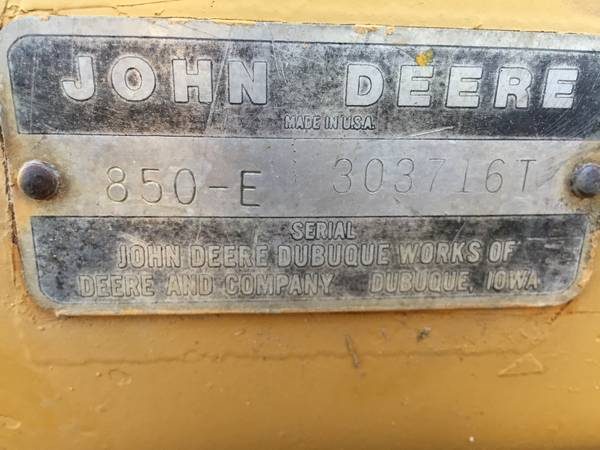 JOHN DEERE
MADE IN U.S.A.
850-E 303716T
SERIAL
JOHN DEERE DUBUQUE WORKS OF
DEERE AND COMPANY DUBUQUE, IOWA